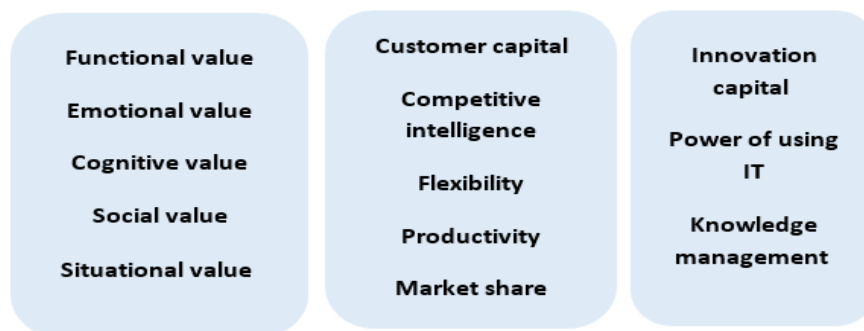 Functional value
Emotional value
Cognitive value
Social value
Situational value
Customer capital
Competitive
intelligence
Flexibility
Productivity
Market share
Innovation
capital
Power of using
IT
Knowledge
management